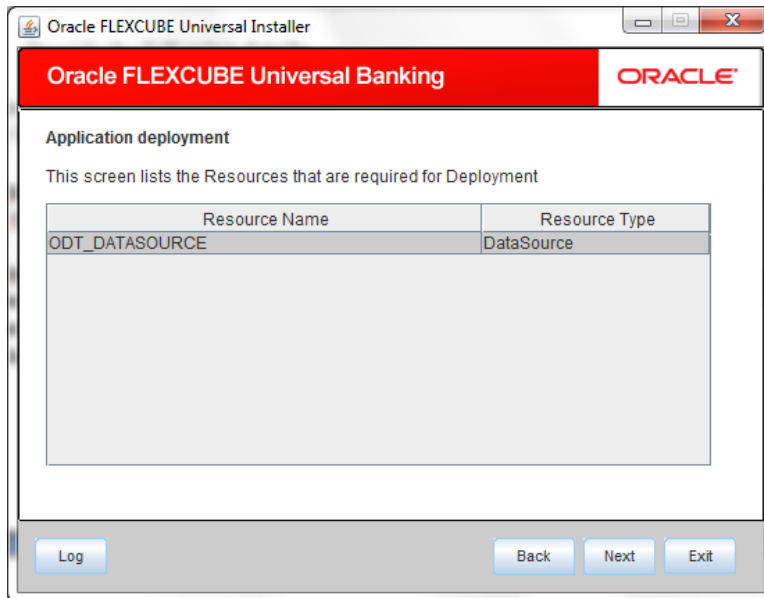 Oracle FLEXCUBE Universal Installer
Oracle FLEXCUBE Universal Banking
ORACLE
Application deployment
This screen lists the Resources that are required for Deployment
Resource Name Resource Type
ODT_DATASOURCE DataSource
Log Back Next Exit